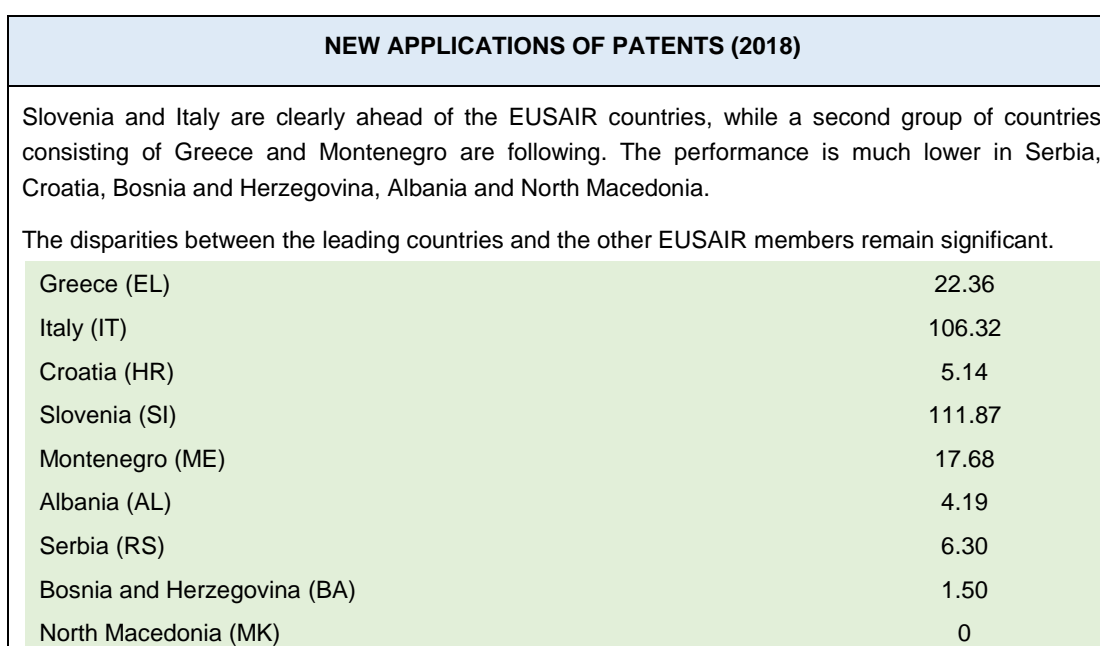 NEW APPLICATIONS OF PATENTS (2018)
Slovenia and Italy are clearly ahead of the EUSAIR countries, while a second group of countries
consisting of Greece and Montenegro are following. The performance is much lower in Serbia,
Croatia, Bosnia and Herzegovina, Albania and North Macedonia.
The disparities between the leading countries and the other EUSAIR members remain significant.
Greece (EL) 22.36
Italy (IT) 106.32
Croatia (HR) 5.14
Slovenia (SI) 111.87
Montenegro (ME) 17.68
Albania (AL) 4.19
Serbia (RS) 6.30
Bosnia and Herzegovina (BA) 1.50
North Macedonia (MK) 0